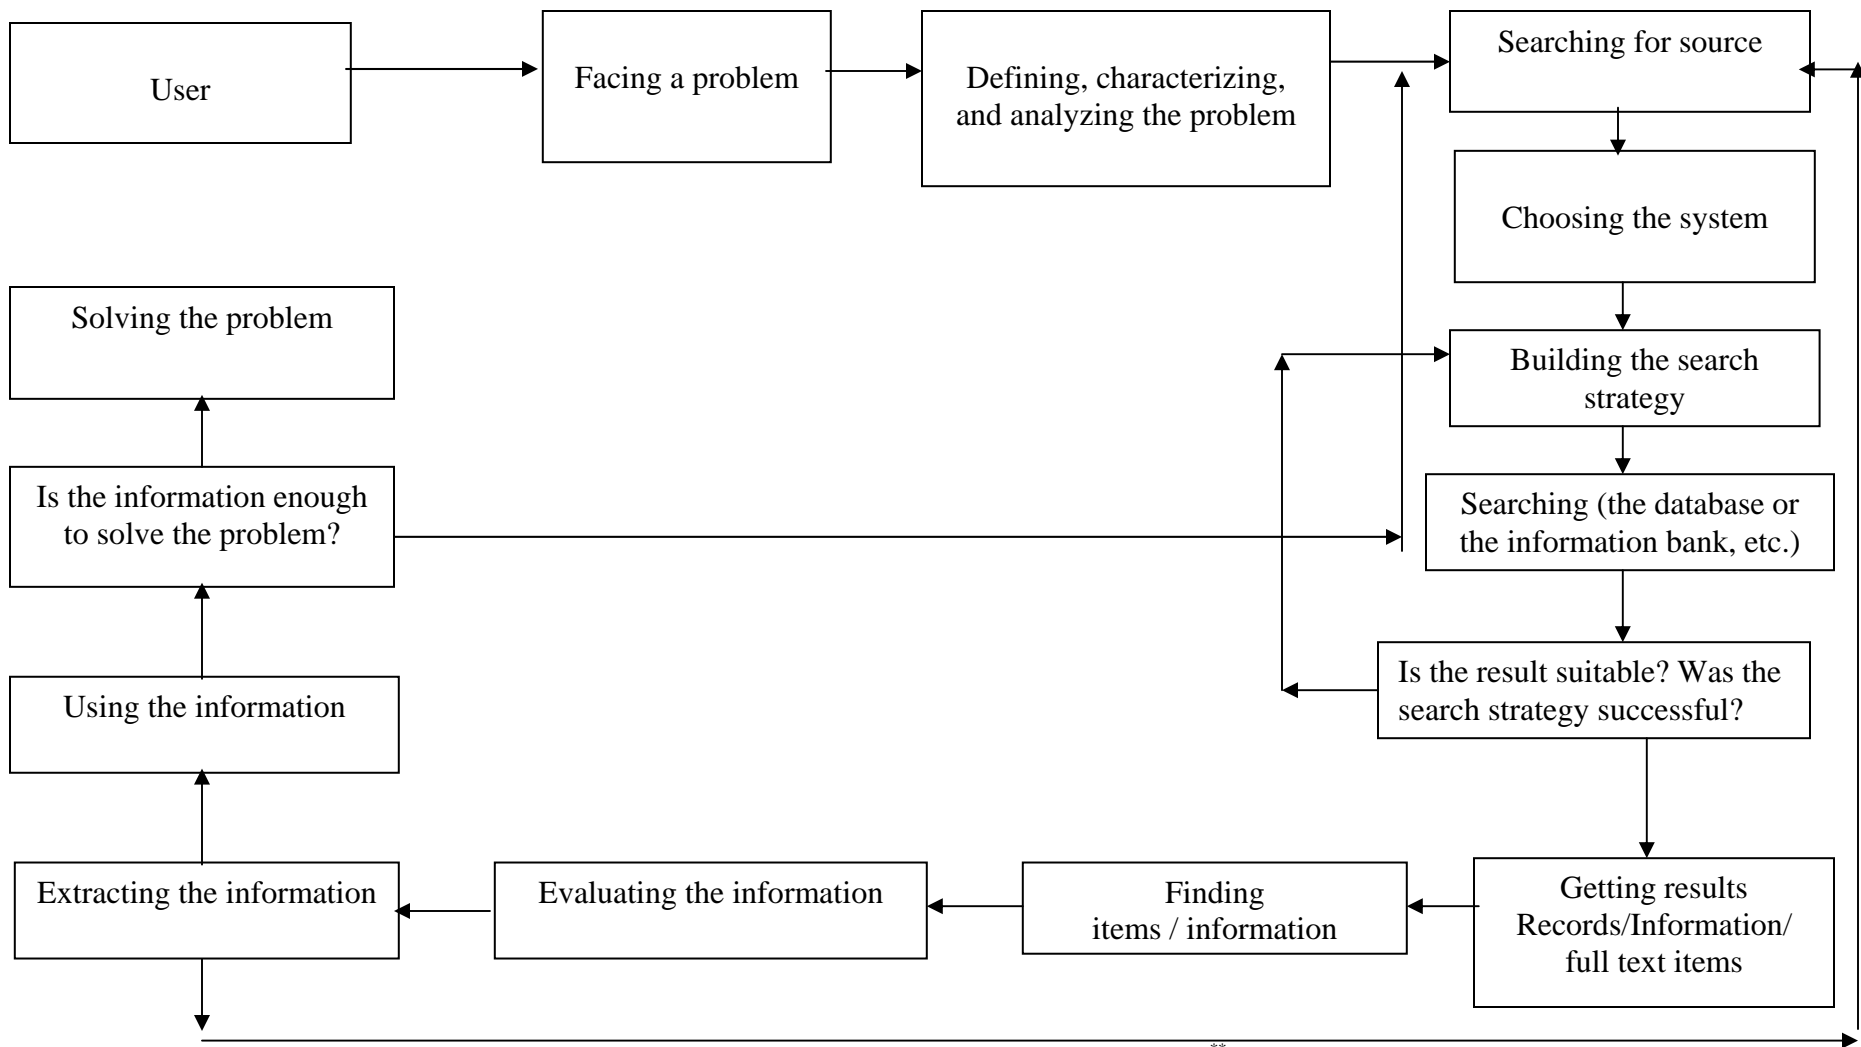 User
Facing a problem
Defining, characterizing,
and analyzing the problem
Searching for source
Choosing the system
Building the search
strategy
Searching (the database or
the information bank, etc.)
Is the result suitable? Was the
search strategy successful?
Getting results
Records/Information/
full text items
Finding
items / information
Evaluating the information
Extracting the information
Using the information
Is the information enough
to solve the problem?
Solving the problem
**